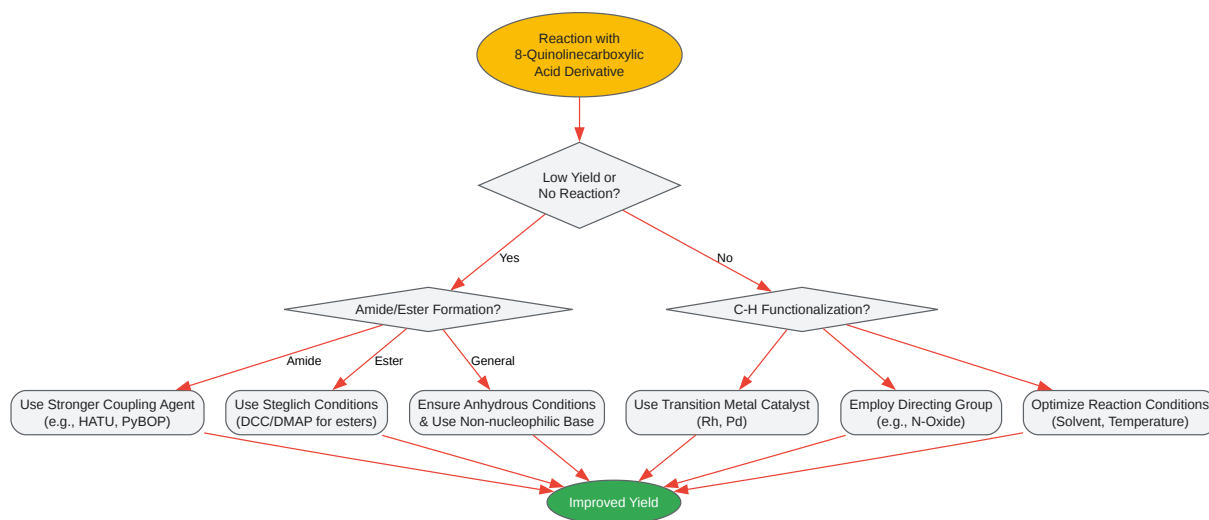 Reaction with
8-Quinolinecarboxylic
Acid Derivative
Low Yield or
No Reaction?
Yes
No
Amide/Ester Formation?
C-H Functionalization?
Amide
Ester
General
Use Stronger Coupling Agent
(e.g., HATU, PyBOP)
Use Steglich Conditions
(DCC/DMAP for esters)
Ensure Anhydrous Conditions
& Use Non-nucleophilic Base
Use Transition Metal Catalyst
(Rh, Pd)
Employ Directing Group
(e.g., N-Oxide)
Optimize Reaction Conditions
(Solvent, Temperature)
Improved Yield